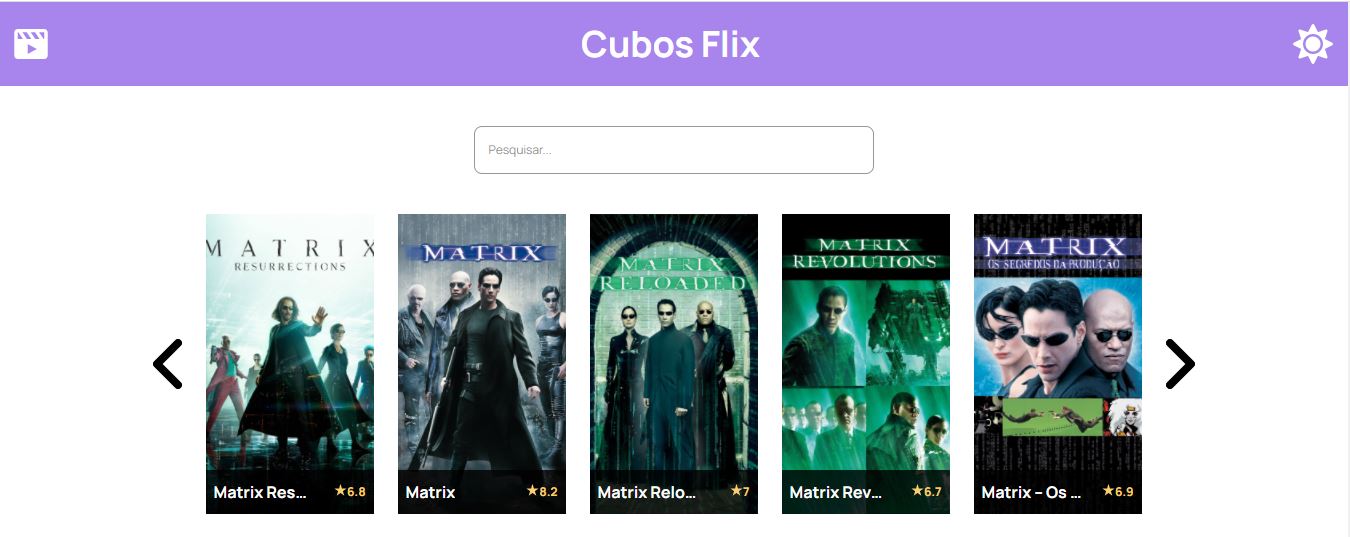 Cubos Flix
Pesquisar...
MATRIX
RESURRECTIONS
Matrix Res...
★6.8
MATRIX
Matrix
★8.2
MATRIX
RELOADED
Matrix Relo...
★7
MATRIX
REVOLUTIONS
Matrix Rev...
★6.7
MATRIX
OS SEGREDOS DA PRODUÇÃO
Matrix – Os ...
★6.9